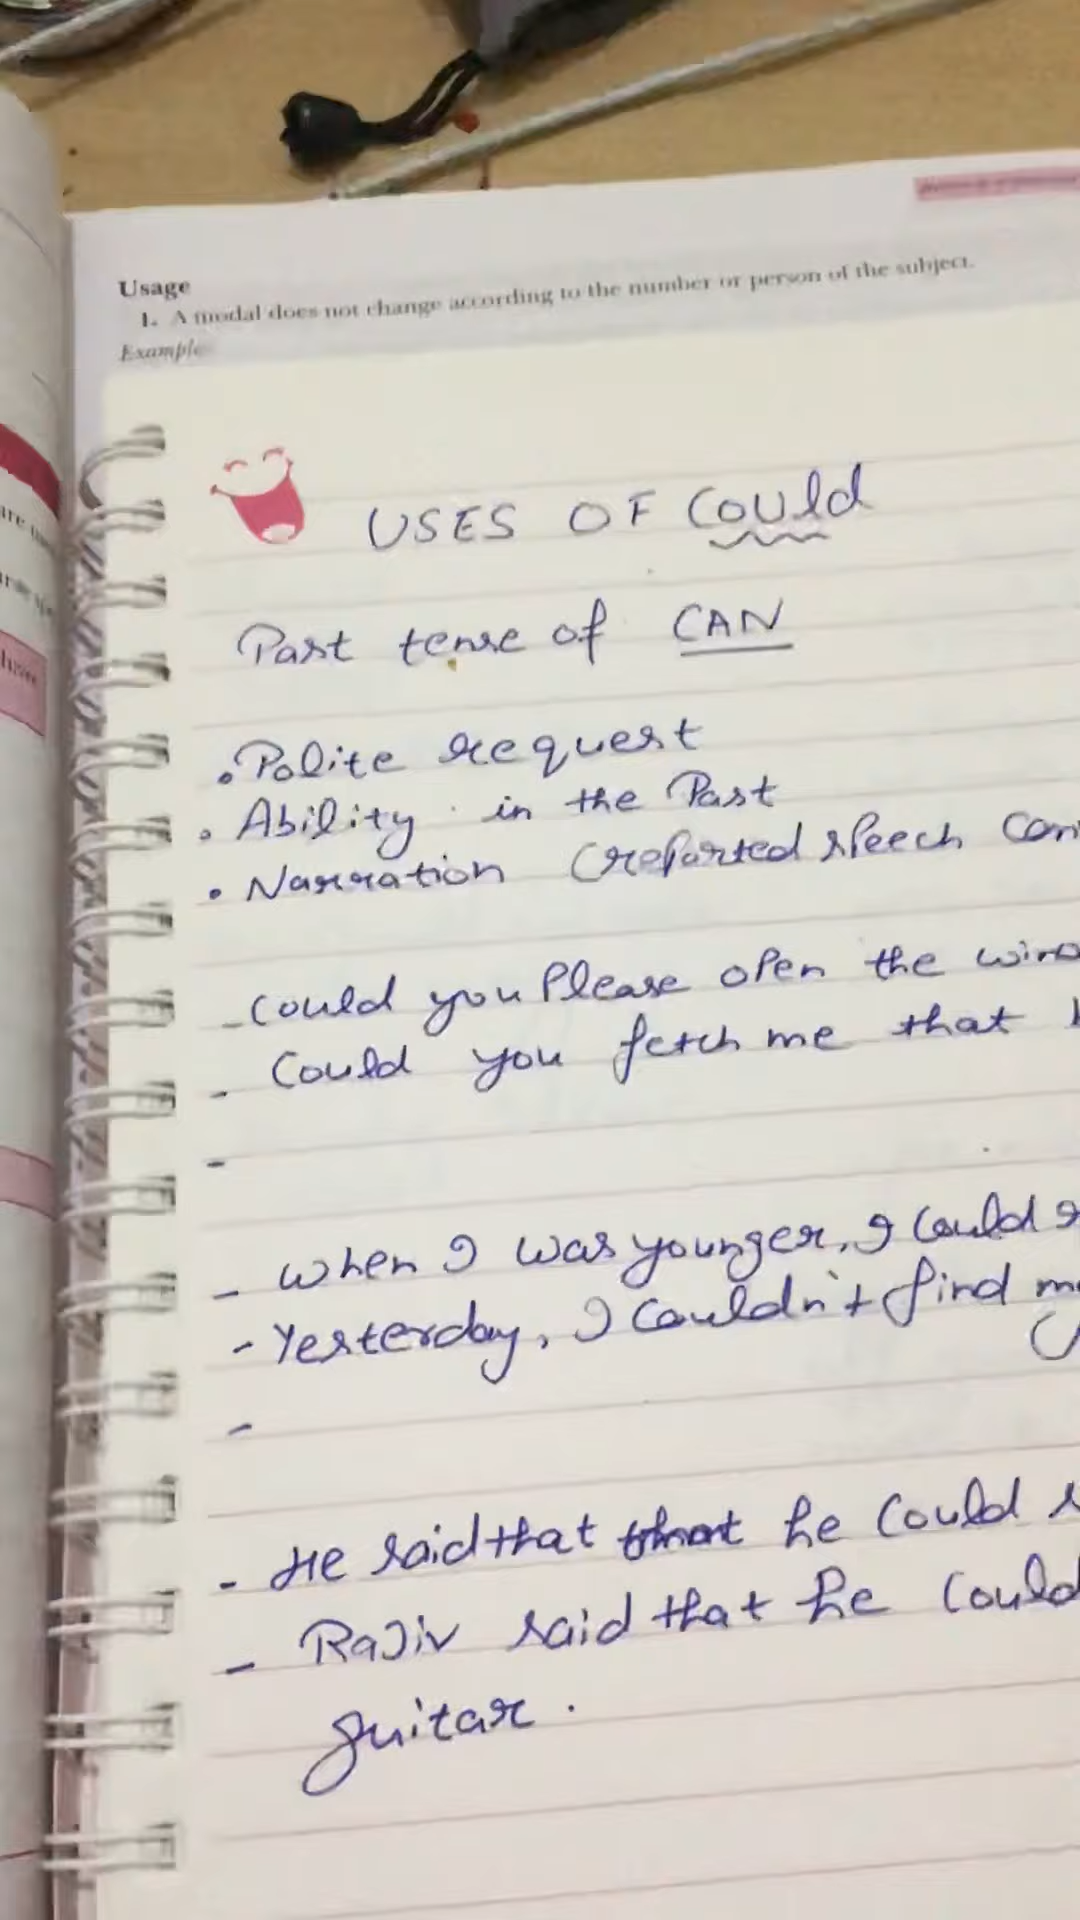 Usage
1. A modal does not change according to the number or person of the subject.
Example
USES OF Could
Past tense of CAN
• Polite request
• Ability in the Past
• Narration (reported speech
- Could you Please open the
- Could you fetch me that
-
- When I was younger, I could
- Yesterday, I couldn't find
-
- He said that he could
- Rajiv said that he could
guitar.